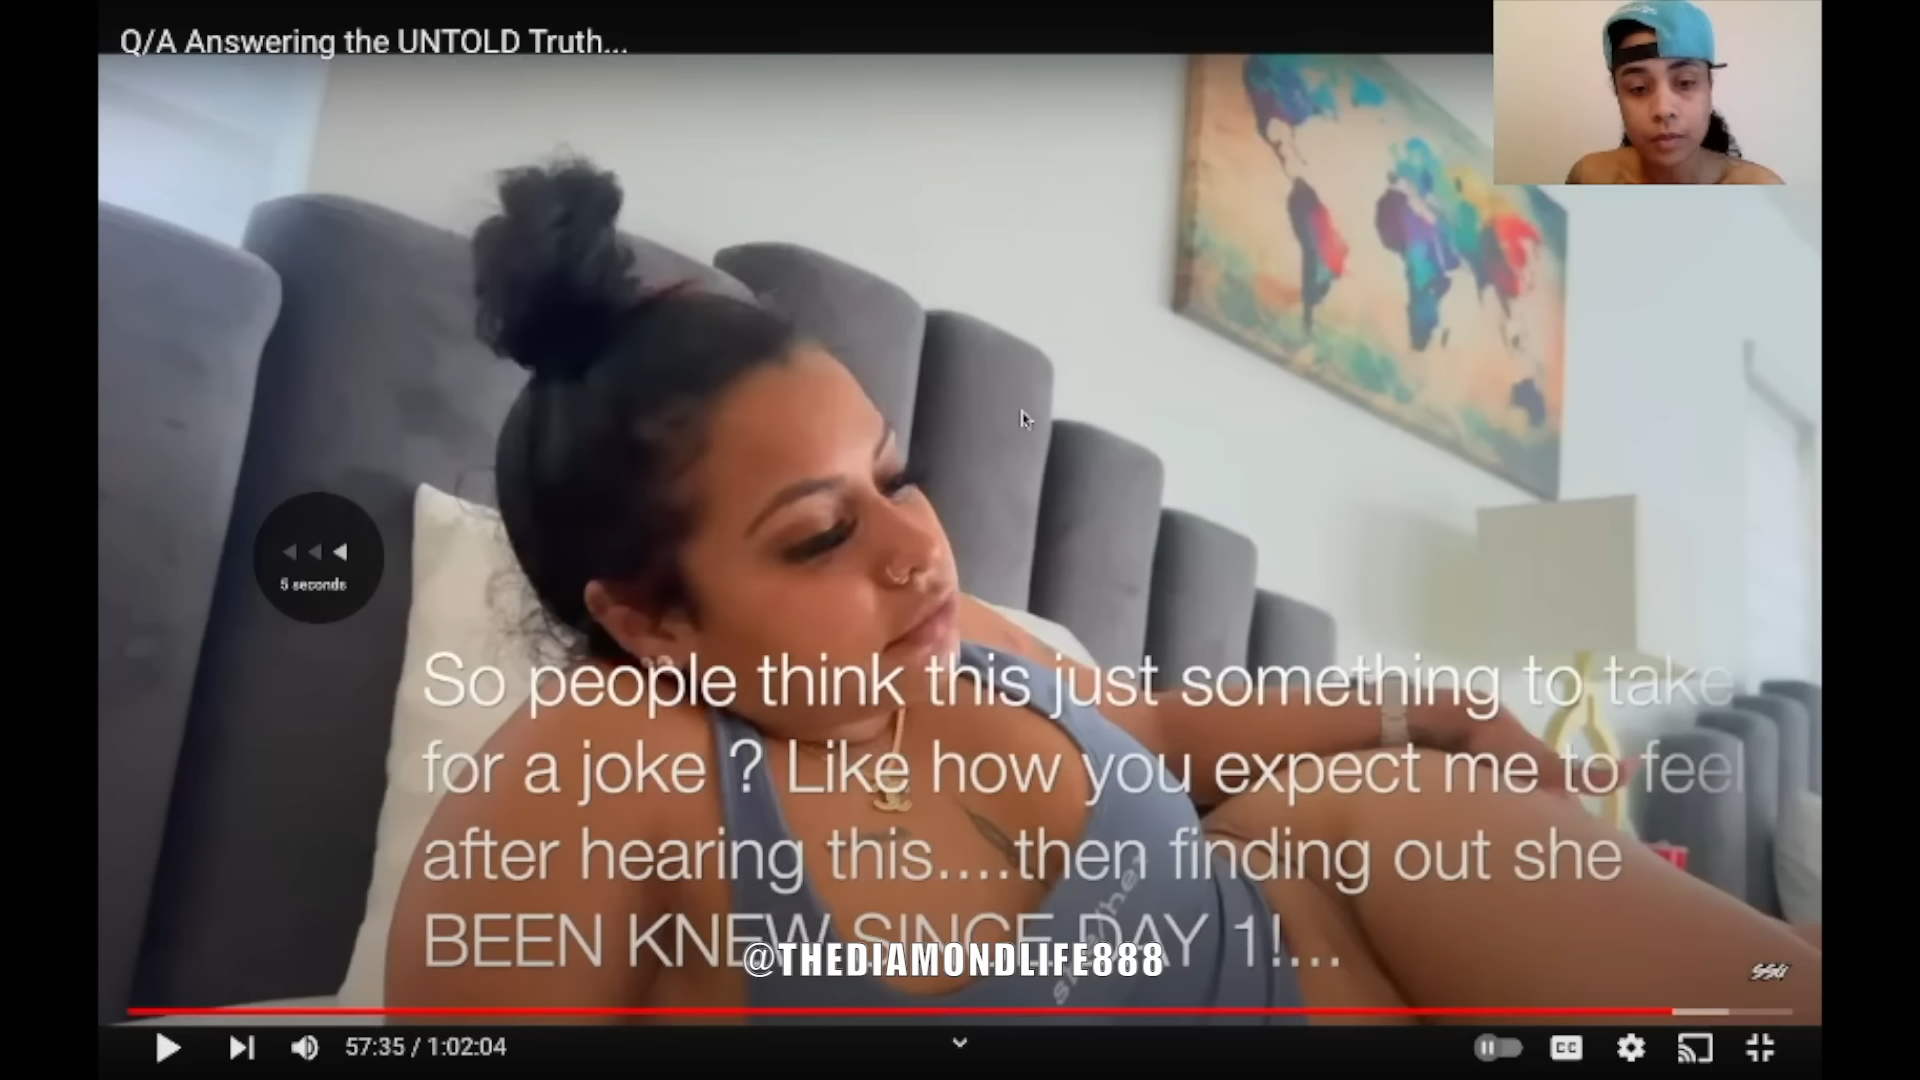 Q/A Answering the UNTOLD Truth...
5 seconds
So people think this just something to take
for a joke ? Like how you expect me to feel
after hearing this....then finding out she
BEEN KNEW SINCE DAY 1!...
@THEDIAMONDLIFE888
SSG
57:35 / 1:02:04
CC